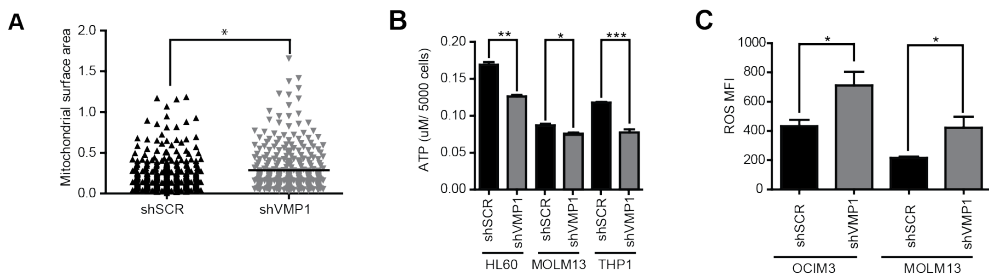 A
Mitochondrial surface area
2.0
1.5
1.0
0.5
0.0
*
shSCR
shVMP1
B
ATP (uM/ 5000 cells)
0.20
0.15
0.10
0.05
0.00
**
*
***
shSCR
shVMP1
shSCR
shVMP1
shSCR
shVMP1
HL60
MOLM13
THP1
C
ROS MFI
1000
800
600
400
200
0
*
*
shSCR
shVMP1
shSCR
shVMP1
OCIM3
MOLM13